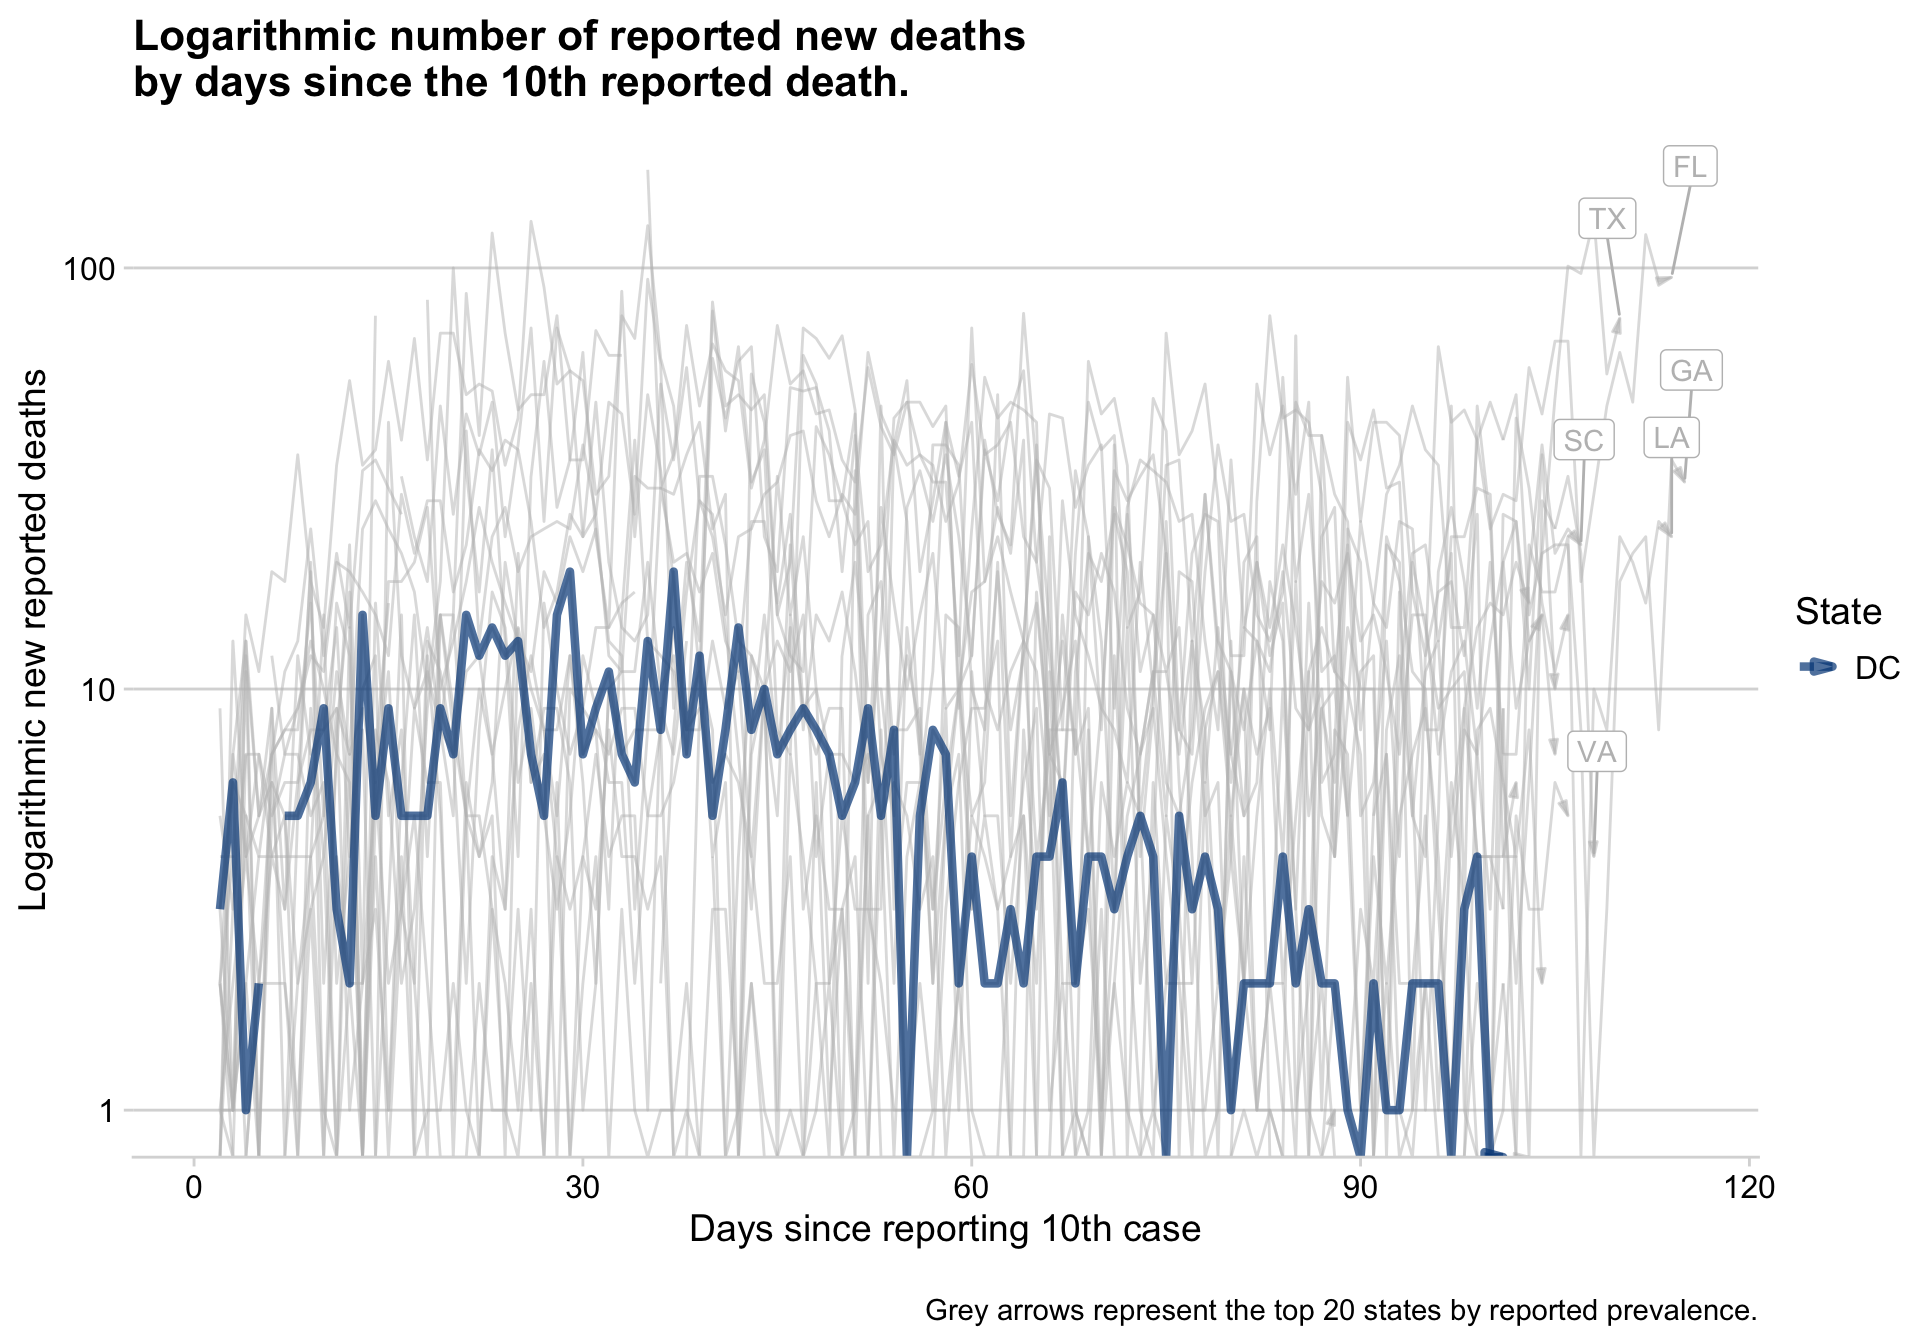 Logarithmic number of reported new deaths
by days since the 10th reported death.
FL
TX
100
GA
SC
LA
Logarithmic new reported deaths
State
DC
10
VA
1
0
30
60
90
120
Days since reporting 10th case
Grey arrows represent the top 20 states by reported prevalence.